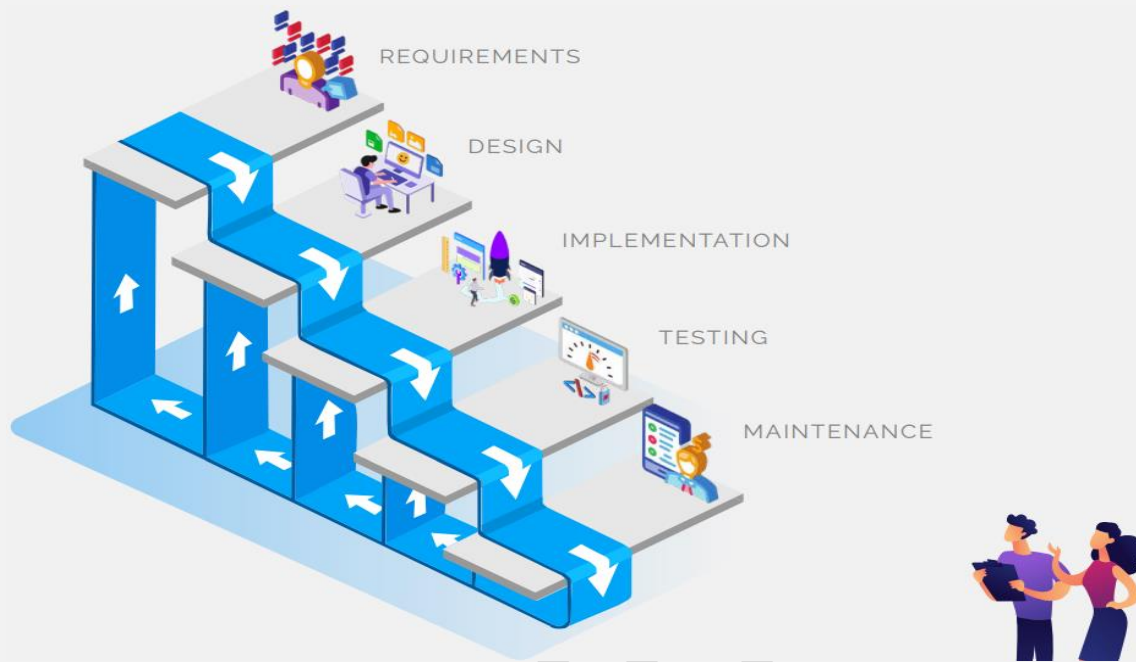 REQUIREMENTS
DESIGN
IMPLEMENTATION
TESTING
MAINTENANCE